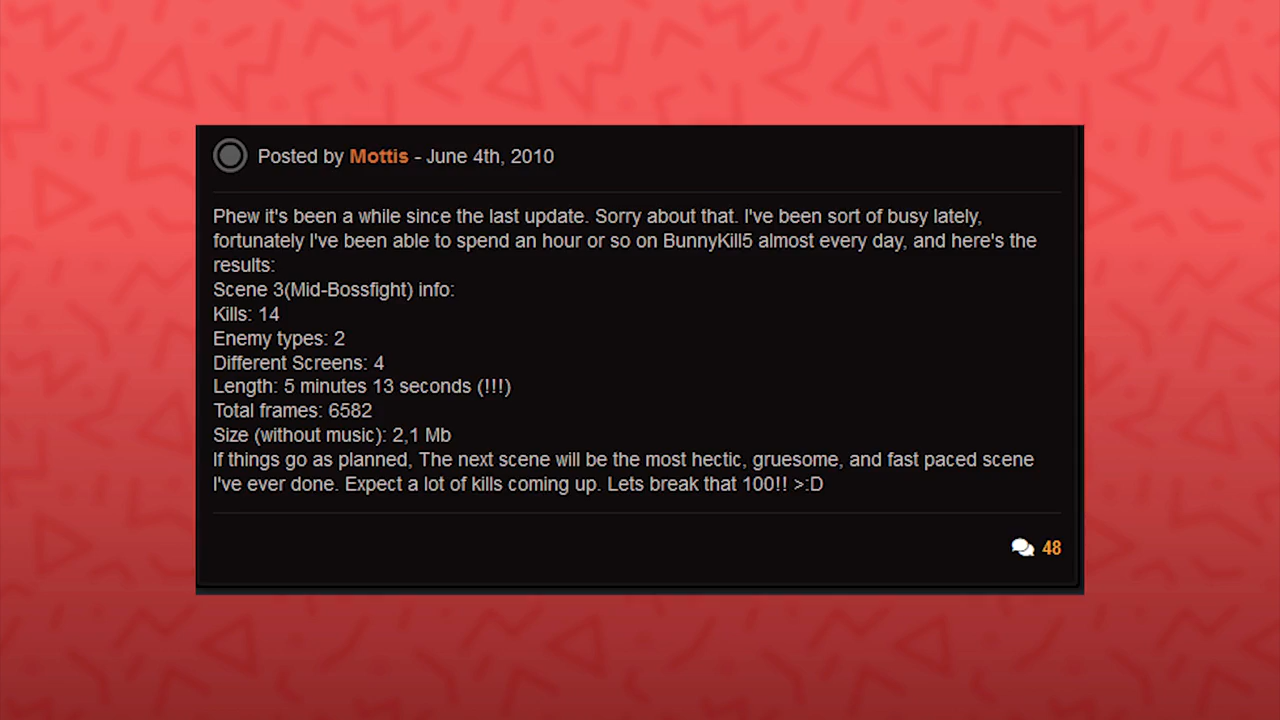 Posted by Mottis - June 4th, 2010
Phew it's been a while since the last update. Sorry about that. I've been sort of busy lately,
fortunately I've been able to spend an hour or so on BunnyKill5 almost every day, and here's the
results:
Scene 3(Mid-Bossfight) info:
Kills: 14
Enemy types: 2
Different Screens: 4
Length: 5 minutes 13 seconds (!!!)
Total frames: 6582
Size (without music): 2,1 Mb
If things go as planned, The next scene will be the most hectic, gruesome, and fast paced scene
I've ever done. Expect a lot of kills coming up. Lets break that 100!! >:D
48